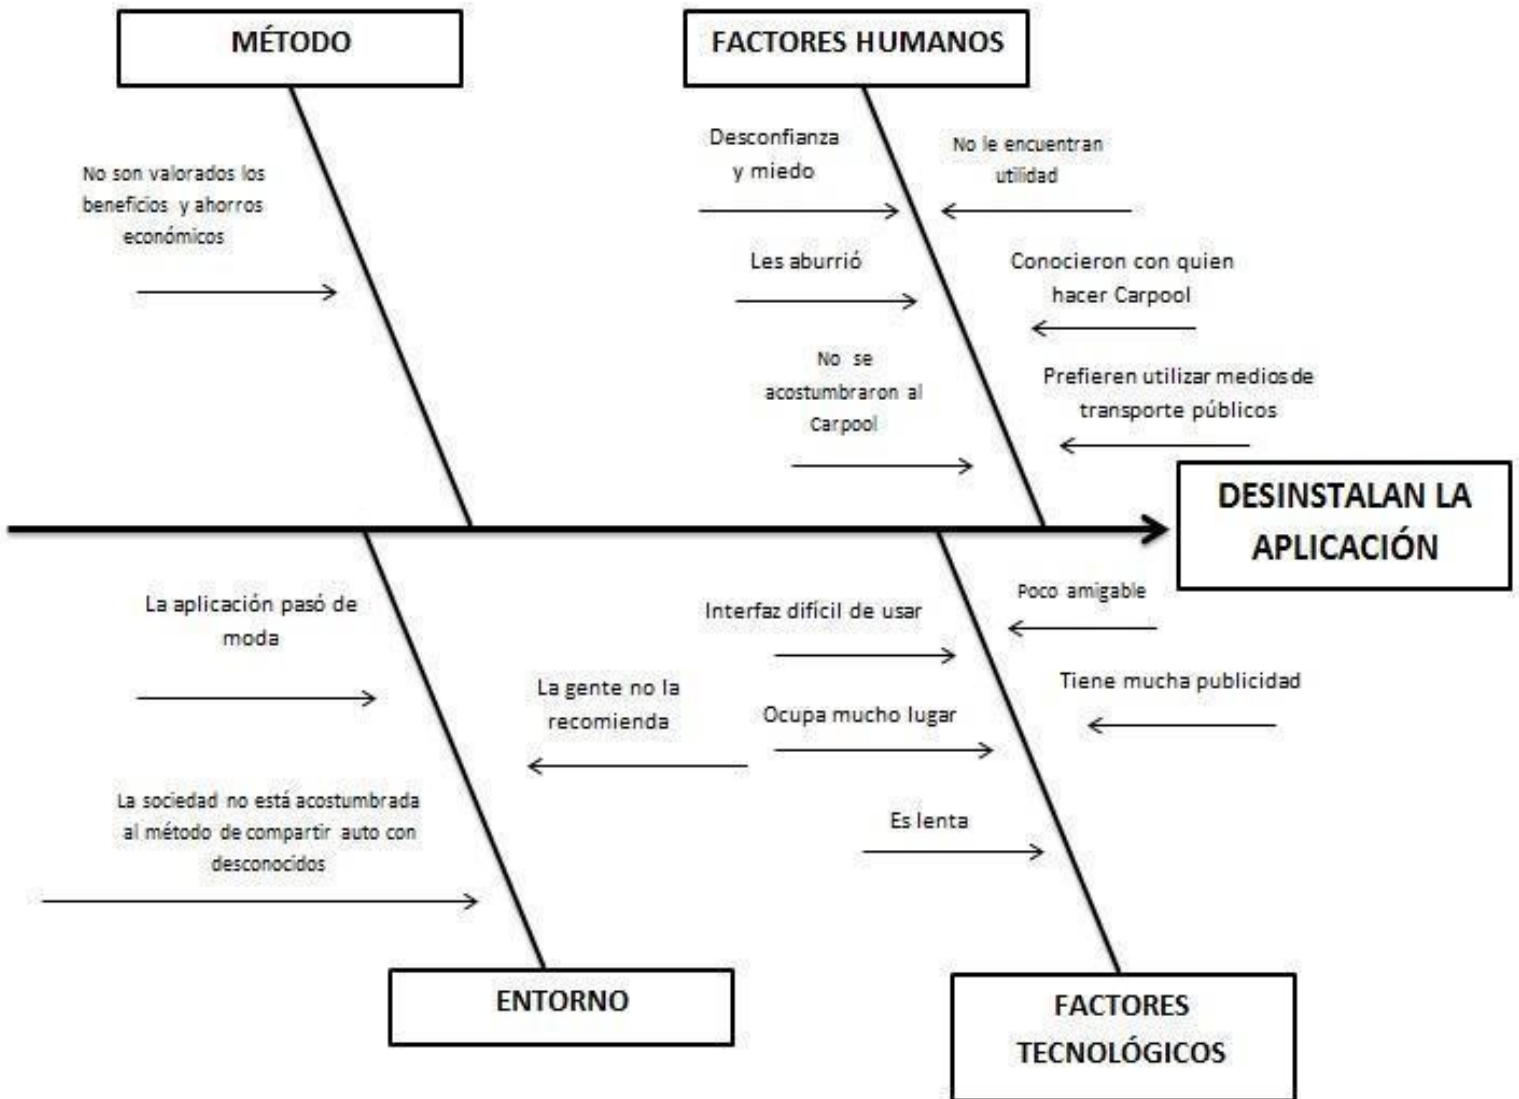 MÉTODO
No son valorados los
beneficios y ahorros
económicos
FACTORES HUMANOS
Desconfianza
y miedo
No le encuentran
utilidad
Les aburrió
Conocieron con quien
hacer Carpool
No se
acostumbraron al
Carpool
Prefieren utilizar medios de
transporte públicos
DESINSTALAN LA
APLICACIÓN
La aplicación pasó de
moda
La gente no la
recomienda
La sociedad no está acostumbrada
al método de compartir auto con
desconocidos
ENTORNO
Interfaz difícil de usar
Poco amigable
Ocupa mucho lugar
Tiene mucha publicidad
Es lenta
FACTORES
TECNOLÓGICOS